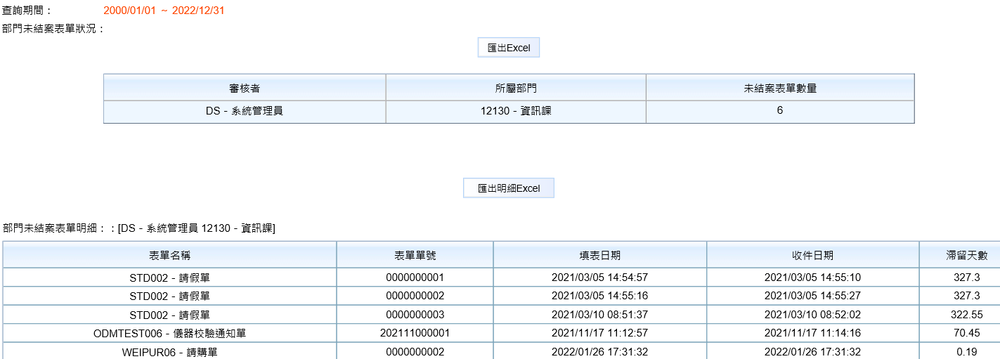 查詢期間： 2000/01/01 ~ 2022/12/31
部門未結案表單狀況：
匯出Excel
審核者 所屬部門 未結案表單數量
DS - 系統管理員 12130 - 資訊課 6
匯出明細Excel
部門未結案表單明細：：[DS - 系統管理員 12130 - 資訊課]
表單名稱 表單單號 填表日期 收件日期 滯留天數
STD002 - 請假單 0000000001 2021/03/05 14:54:57 2021/03/05 14:55:10 327.3
STD002 - 請假單 0000000002 2021/03/05 14:55:16 2021/03/05 14:55:27 327.3
STD002 - 請假單 0000000003 2021/03/10 08:51:37 2021/03/10 08:52:02 322.55
ODMTEST006 - 儀器校驗通知單 202111000001 2021/11/17 11:12:57 2021/11/17 11:14:16 70.45
WEIPUR06 - 請購單 0000000002 2022/01/26 17:31:32 2022/01/26 17:31:32 0.19